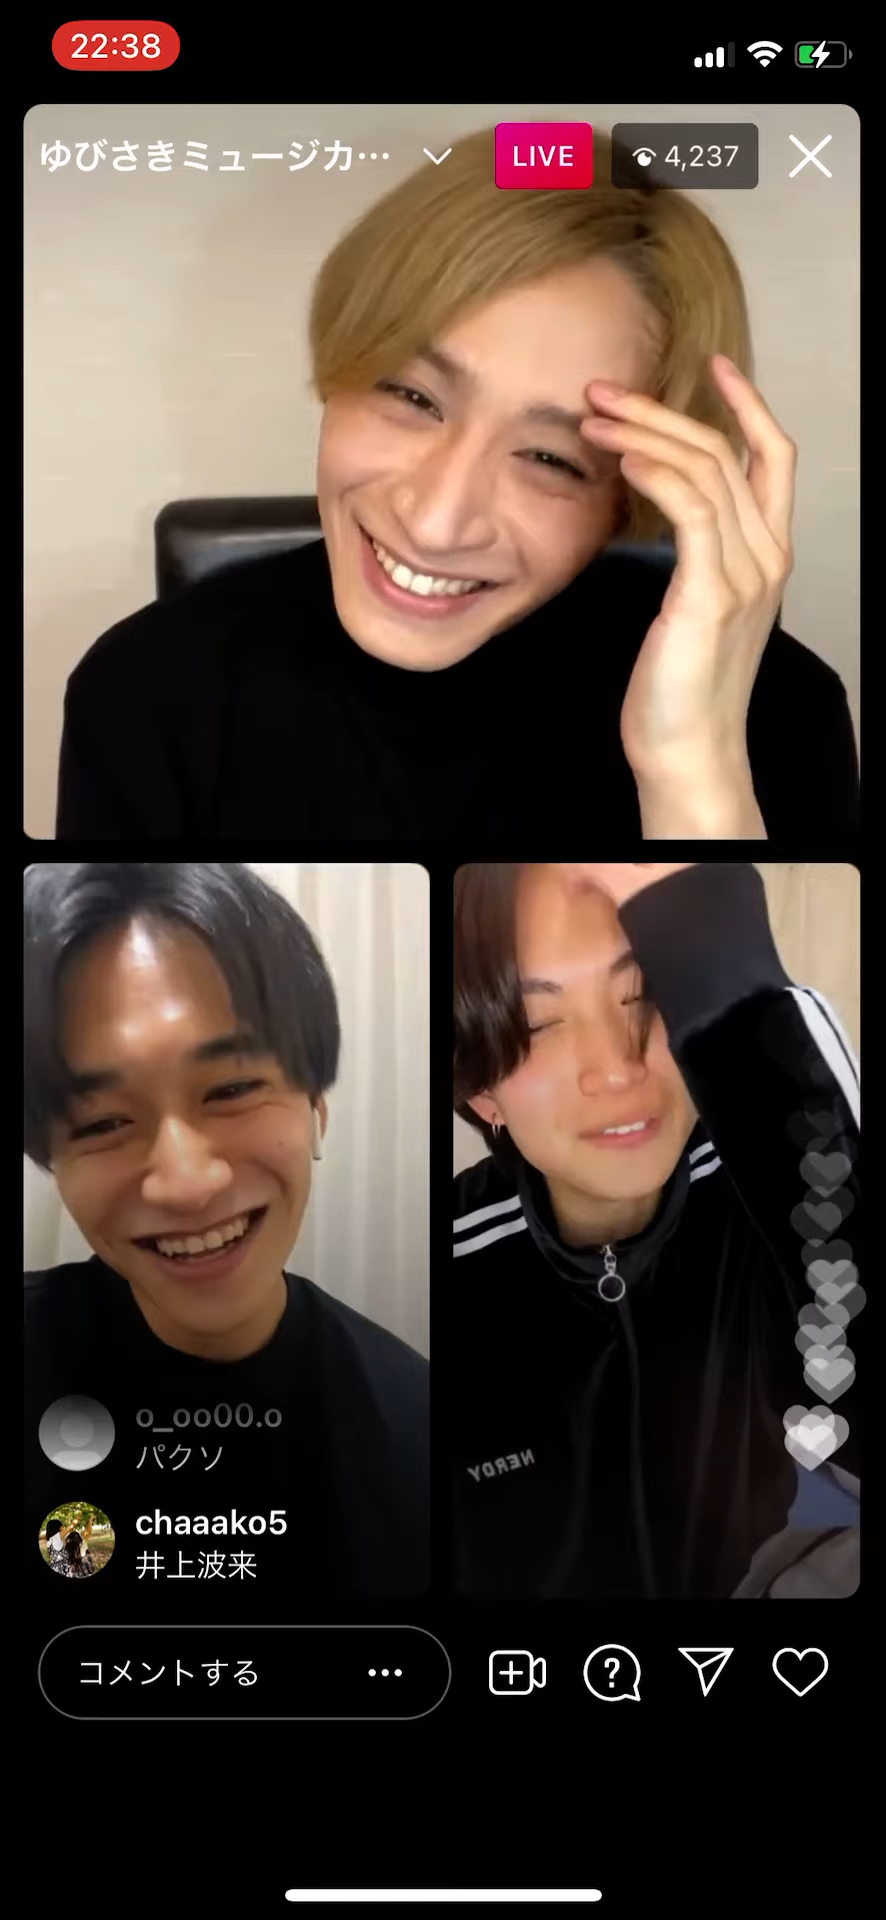 22:38
ゆびさきミュージカ…
LIVE
4,237
o_oo00.o
パクソ
chaaako5
井上波来
NERDY
コメントする